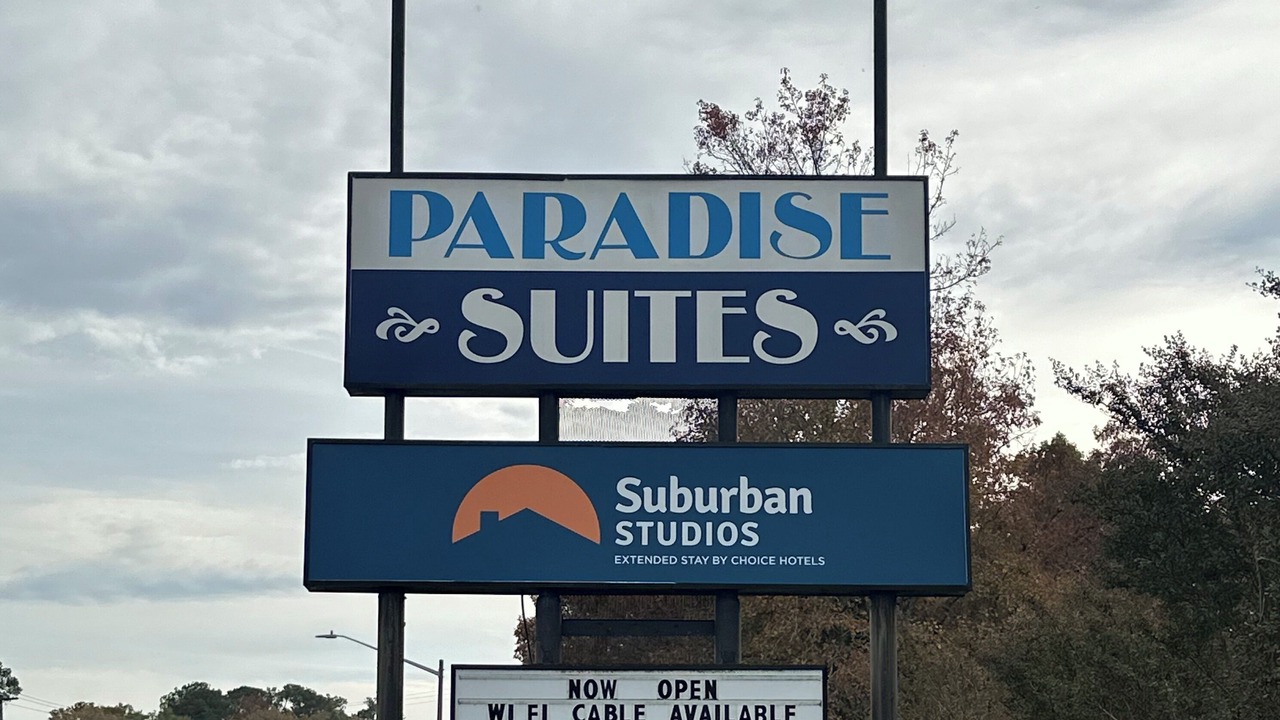 PARADISE
SUITES
Suburban
STUDIOS
EXTENDED STAY BY CHOICE HOTELS
NOW OPEN
WI FI CABLE AVAILABLE